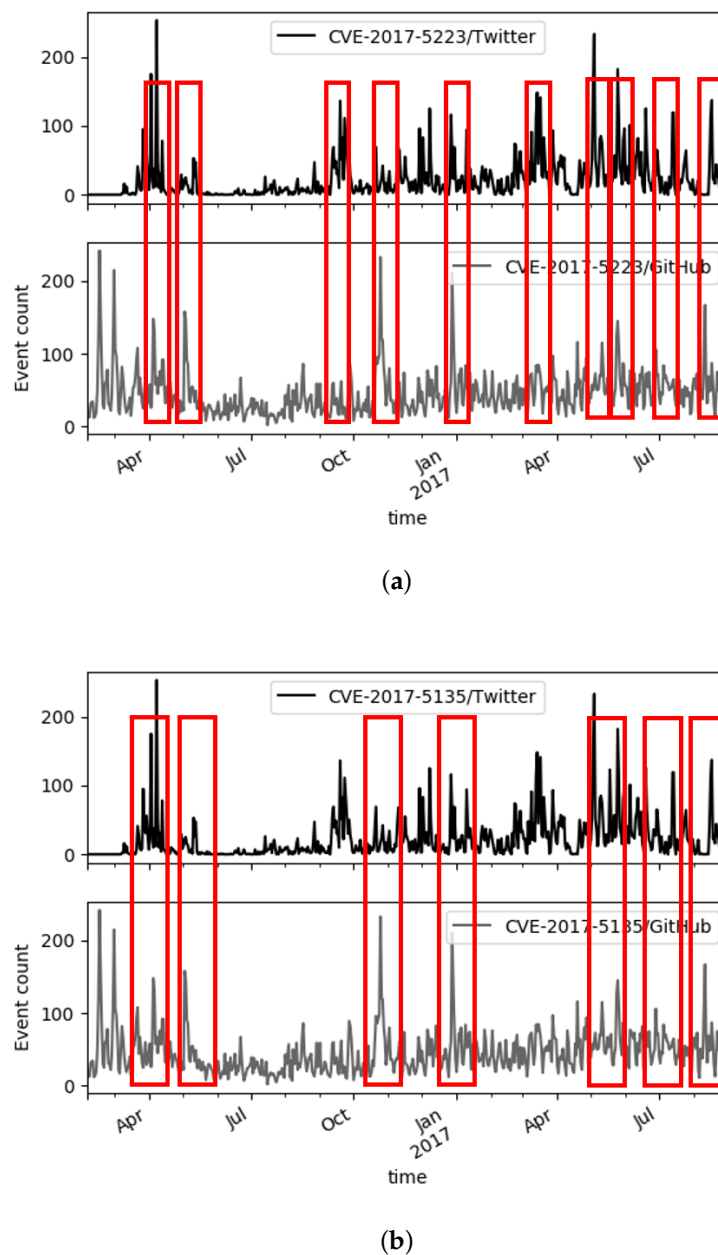 CVE-2017-5223/Twitter
200
100
0
CVE-2017-5223/GitHub
200
100
0
Event count
Apr
Jul
Oct
Jan
2017
Apr
Jul
time
(a)
CVE-2017-5135/Twitter
200
100
0
CVE-2017-5135/GitHub
200
100
0
Event count
Apr
Jul
Oct
Jan
2017
Apr
Jul
time
(b)